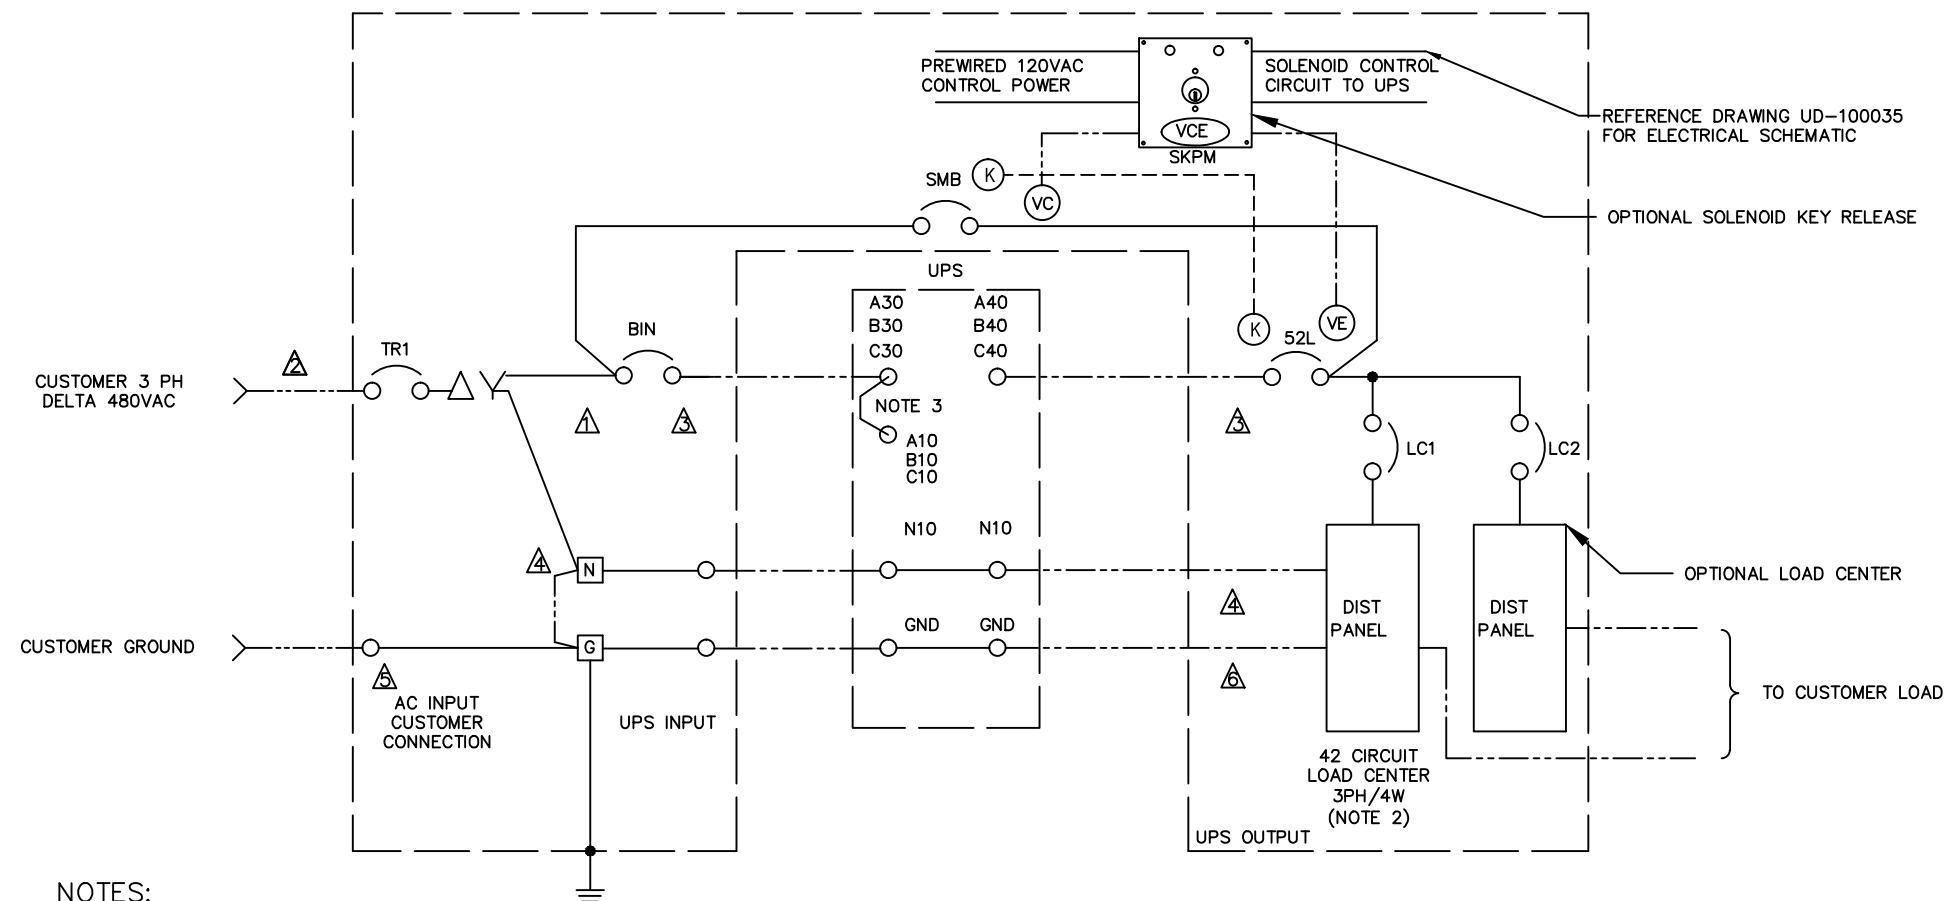 PREWIRED 120VAC
CONTROL POWER
SOLENOID CONTROL
CIRCUIT TO UPS
VCE
SKPM
REFERENCE DRAWING UD-100035
FOR ELECTRICAL SCHEMATIC
SMB
K
VC
OPTIONAL SOLENOID KEY RELEASE
UPS
A30
B30
C30
A40
B40
C40
K
VE
BIN
52L
TR1
2
CUSTOMER 3 PH
DELTA 480VAC
1
3
NOTE 3
A10
B10
C10
3
LC1
LC2
N10
N10
4
N
OPTIONAL LOAD CENTER
4
DIST
PANEL
DIST
PANEL
GND
GND
CUSTOMER GROUND
G
5
6
AC INPUT
CUSTOMER
CONNECTION
UPS INPUT
TO CUSTOMER LOAD
42 CIRCUIT
LOAD CENTER
3PH/4W
(NOTE 2)
UPS OUTPUT
NOTES: